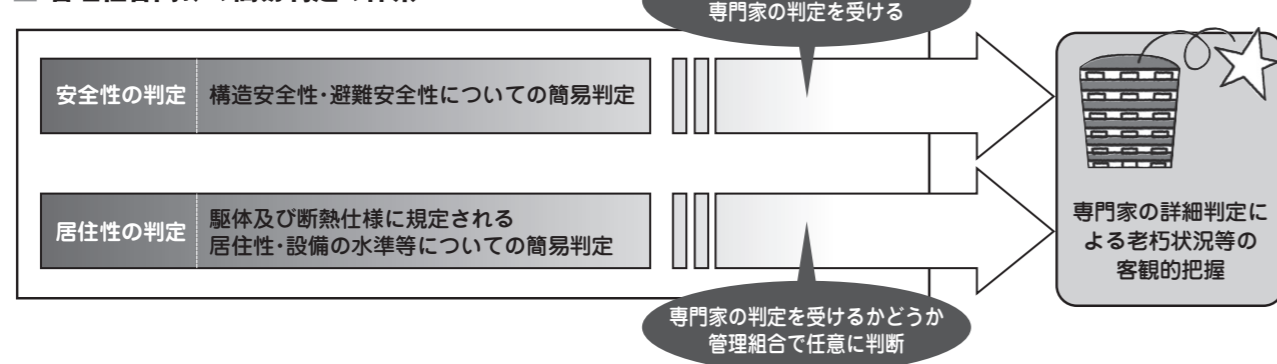 専門家の判定を受ける
安全性の判定
構造安全性・避難安全性についての簡易判定
居住性の判定
駆体及び断熱仕様に規定される
居住性・設備の水準等についての簡易判定
専門家の判定を受けるかどうか
管理組合で任意に判断
専門家の詳細判定に
よる老朽状況等の
客観的把握